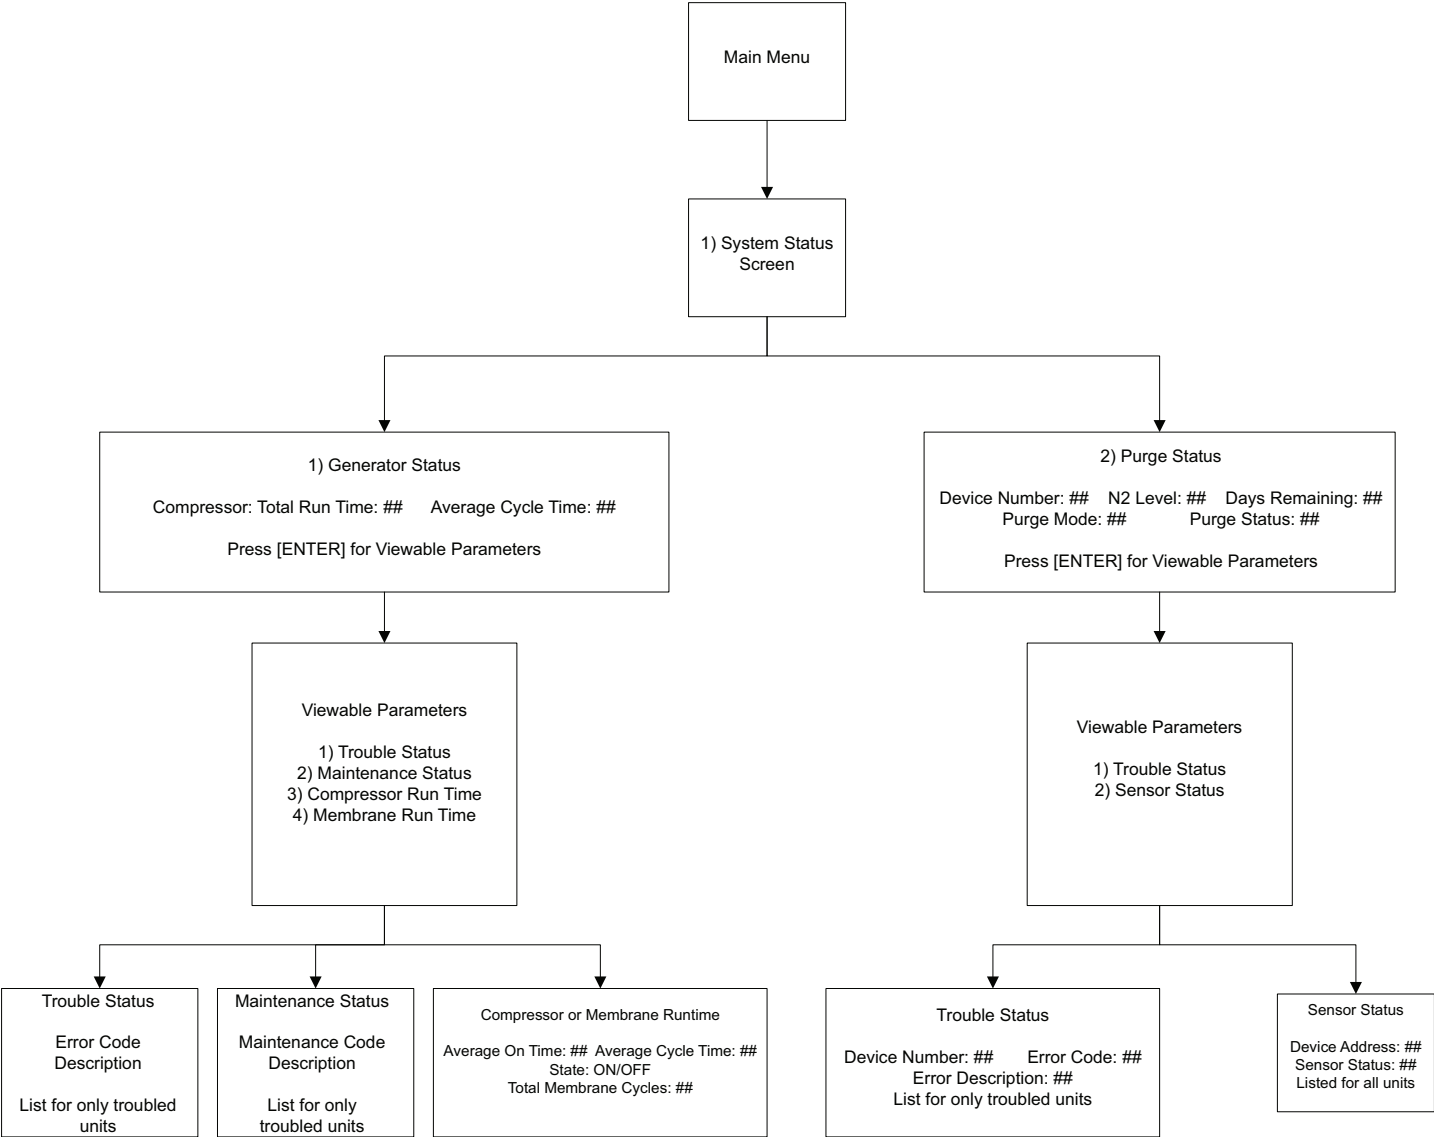 Main Menu
1) System Status
Screen
1) Generator Status
Compressor: Total Run Time: ## Average Cycle Time: ##
Press [ENTER] for Viewable Parameters
2) Purge Status
Device Number: ## N2 Level: ## Days Remaining: ##
Purge Mode: ## Purge Status: ##
Press [ENTER] for Viewable Parameters
Viewable Parameters
1) Trouble Status
2) Maintenance Status
3) Compressor Run Time
4) Membrane Run Time
Viewable Parameters
1) Trouble Status
2) Sensor Status
Trouble Status
Error Code
Description
List for only troubled
units
Maintenance Status
Maintenance Code
Description
List for only
troubled units
Compressor or Membrane Runtime
Average On Time: ## Average Cycle Time: ##
State: ON/OFF
Total Membrane Cycles: ##
Trouble Status
Device Number: ## Error Code: ##
Error Description: ##
List for only troubled units
Sensor Status
Device Address: ##
Sensor Status: ##
Listed for all units